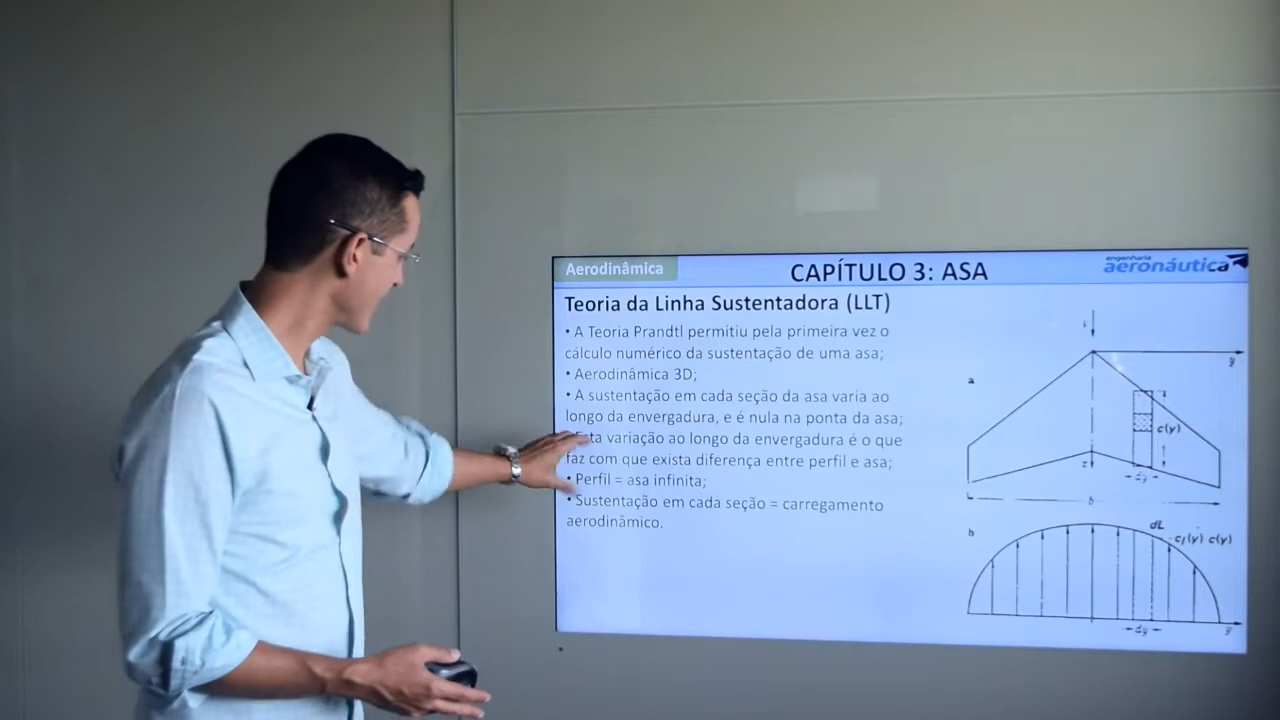 Aerodinâmica
CAPÍTULO 3: ASA
engenharia
aeronáutica
Teoria da Linha Sustentadora (LLT)
• A Teoria Prandtl permitiu pela primeira vez o
cálculo numérico da sustentação de uma asa;
• Aerodinâmica 3D;
• A sustentação em cada seção da asa varia ao
longo da envergadura, e é nula na ponta da asa;
Esta variação ao longo da envergadura é o que
faz com que exista diferença entre perfil e asa;
• Perfil = asa infinita;
• Sustentação em cada seção = carregamento
aerodinâmico.
y
a
c(y)
dy
b
b
dL
c₁(y) c(y)
dy
y